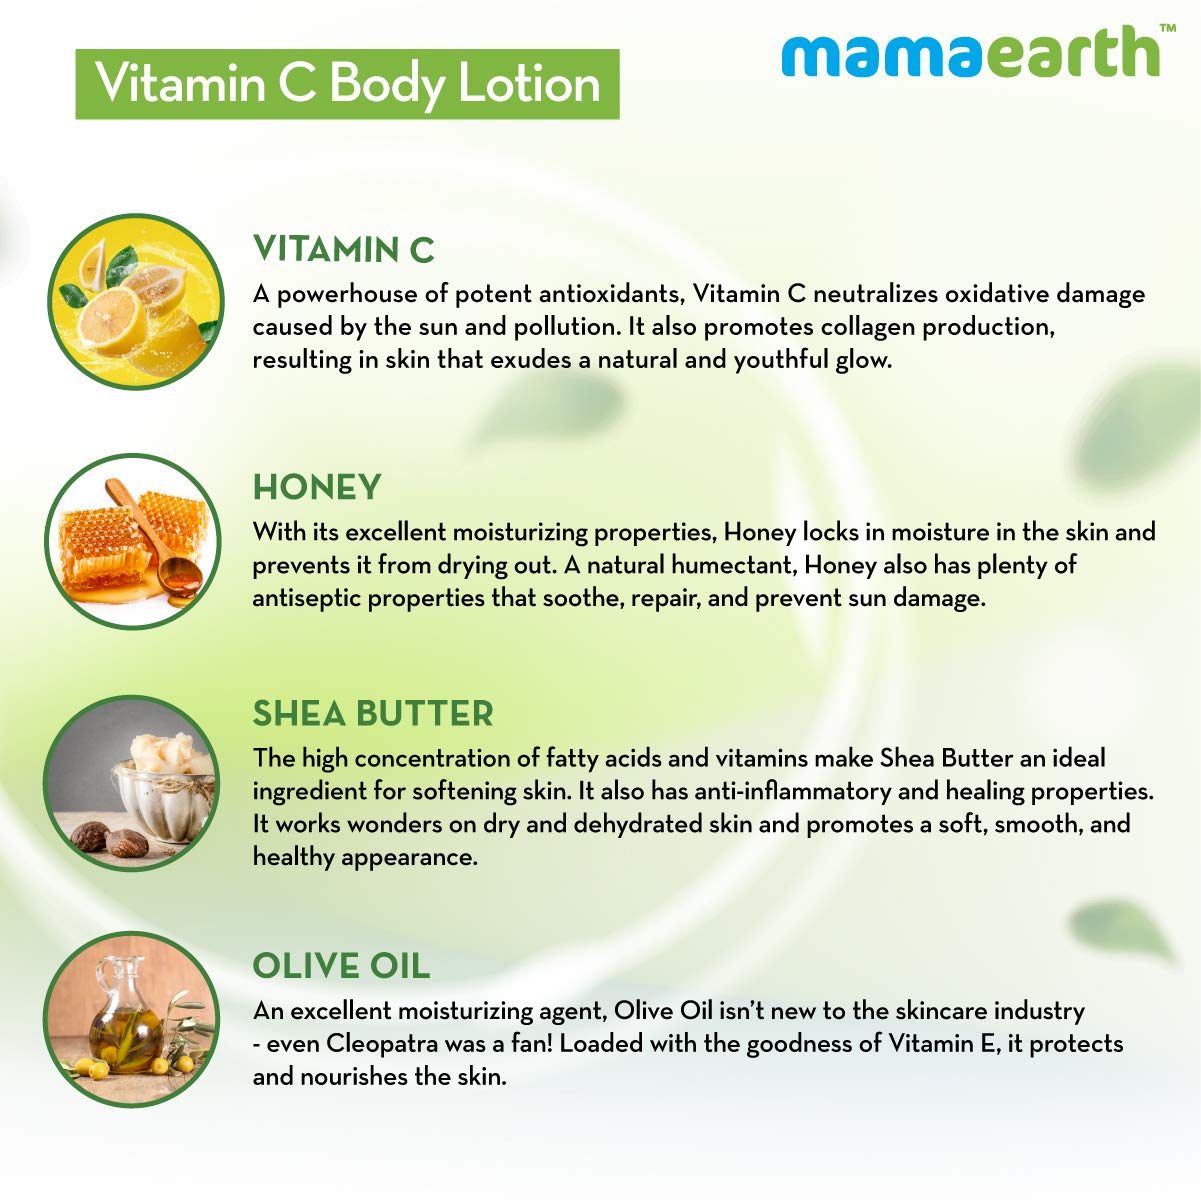 Vitamin C Body Lotion
mamaearth™
VITAMIN C
A powerhouse of potent antioxidants, Vitamin C neutralizes oxidative damage
caused by the sun and pollution. It also promotes collagen production,
resulting in skin that exudes a natural and youthful glow.
HONEY
With its excellent moisturizing properties, Honey locks in moisture in the skin and
prevents it from drying out. A natural humectant, Honey also has plenty of
antiseptic properties that soothe, repair, and prevent sun damage.
SHEA BUTTER
The high concentration of fatty acids and vitamins make Shea Butter an ideal
ingredient for softening skin. It also has anti-inflammatory and healing properties.
It works wonders on dry and dehydrated skin and promotes a soft, smooth, and
healthy appearance.
OLIVE OIL
An excellent moisturizing agent, Olive Oil isn’t new to the skincare industry
- even Cleopatra was a fan! Loaded with the goodness of Vitamin E, it protects
and nourishes the skin.